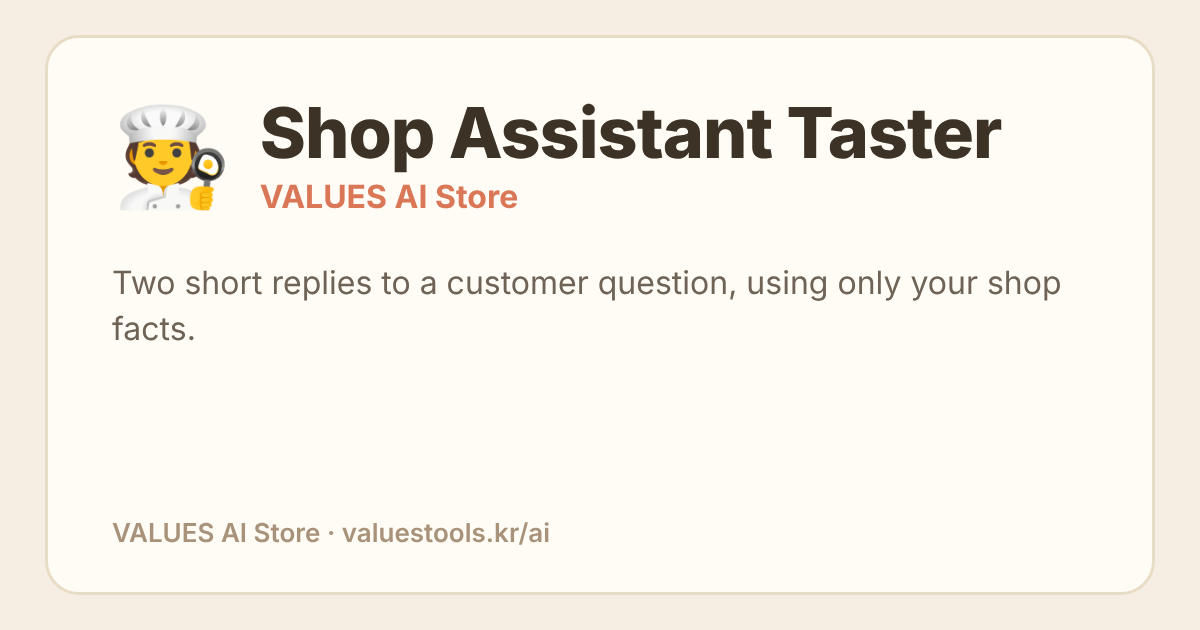 Shop Assistant Taster
VALUES AI Store
Two short replies to a customer question, using only your shop
facts.
VALUES AI Store · valuestools.kr/ai